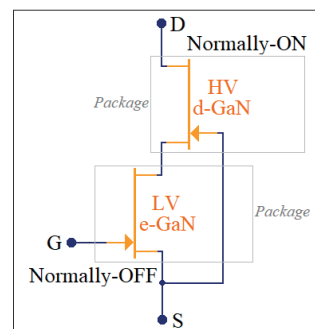 D
Normally-ON
HV
d-GaN
Package
LV
e-GaN
Package
G
Normally-OFF
S